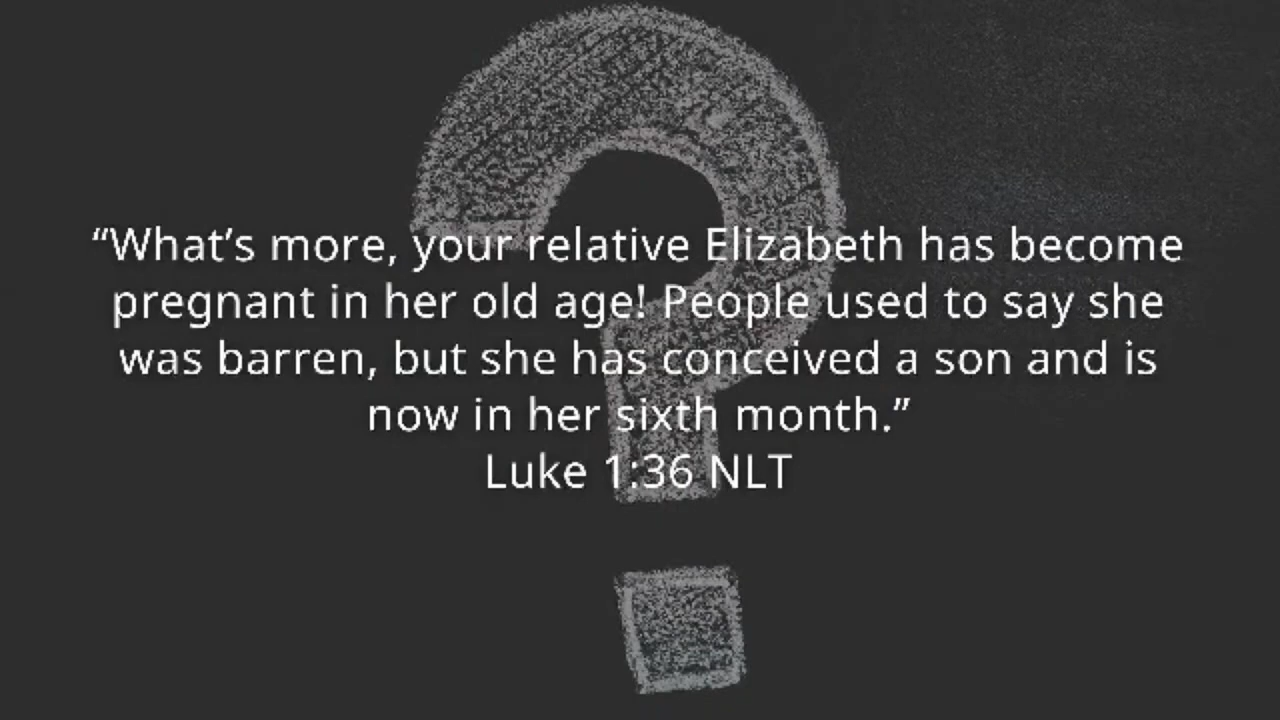 “What’s more, your relative Elizabeth has become
pregnant in her old age! People used to say she
was barren, but she has conceived a son and is
now in her sixth month.”
Luke 1:36 NLT